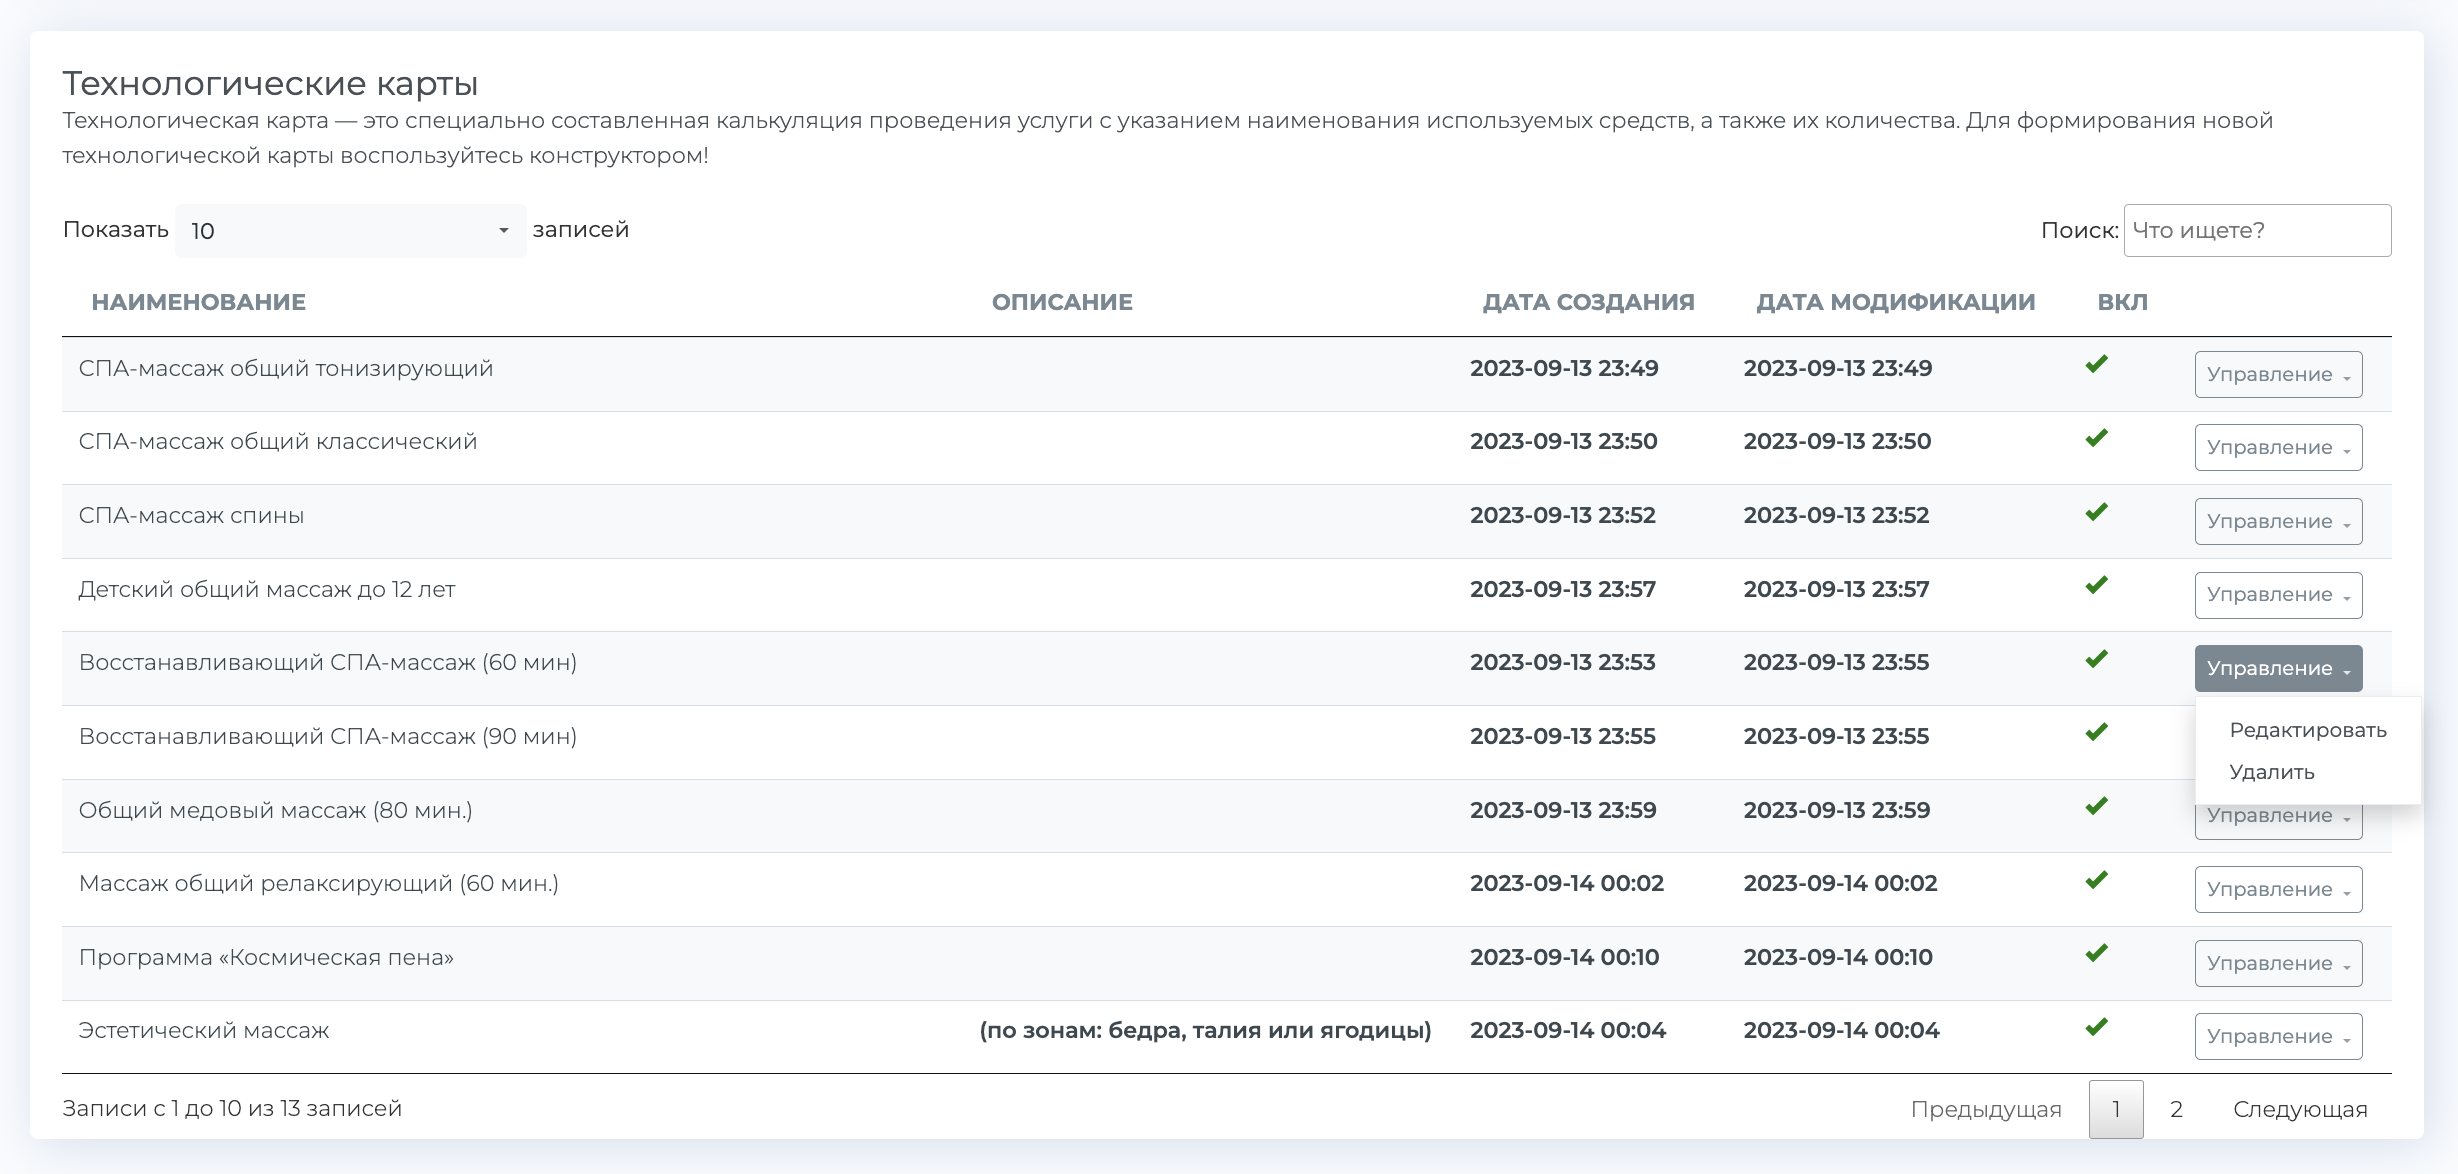 Технологические карты
Технологическая карта — это специально составленная калькуляция проведения услуги с указанием наименования используемых средств, а также их количества. Для формирования новой
технологической карты воспользуйтесь конструктором!
Показать 10 записей Поиск: Что ищете?
НАИМЕНОВАНИЕ ОПИСАНИЕ ДАТА СОЗДАНИЯ ДАТА МОДИФИКАЦИИ ВКЛ
СПА-массаж общий тонизирующий 2023-09-13 23:49 2023-09-13 23:49 Управление
СПА-массаж общий классический 2023-09-13 23:50 2023-09-13 23:50 Управление
СПА-массаж спины 2023-09-13 23:52 2023-09-13 23:52 Управление
Детский общий массаж до 12 лет 2023-09-13 23:57 2023-09-13 23:57 Управление
Восстанавливающий СПА-массаж (60 мин) 2023-09-13 23:53 2023-09-13 23:55 Управление
Восстанавливающий СПА-массаж (90 мин) 2023-09-13 23:55 2023-09-13 23:55 Редактировать
Удалить
Общий медовый массаж (80 мин.) 2023-09-13 23:59 2023-09-13 23:59 Управление
Массаж общий релаксирующий (60 мин.) 2023-09-14 00:02 2023-09-14 00:02 Управление
Программа «Космическая пена» 2023-09-14 00:10 2023-09-14 00:10 Управление
Эстетический массаж (по зонам: бедра, талия или ягодицы) 2023-09-14 00:04 2023-09-14 00:04 Управление
Записи с 1 до 10 из 13 записей Предыдущая 1 2 Следующая